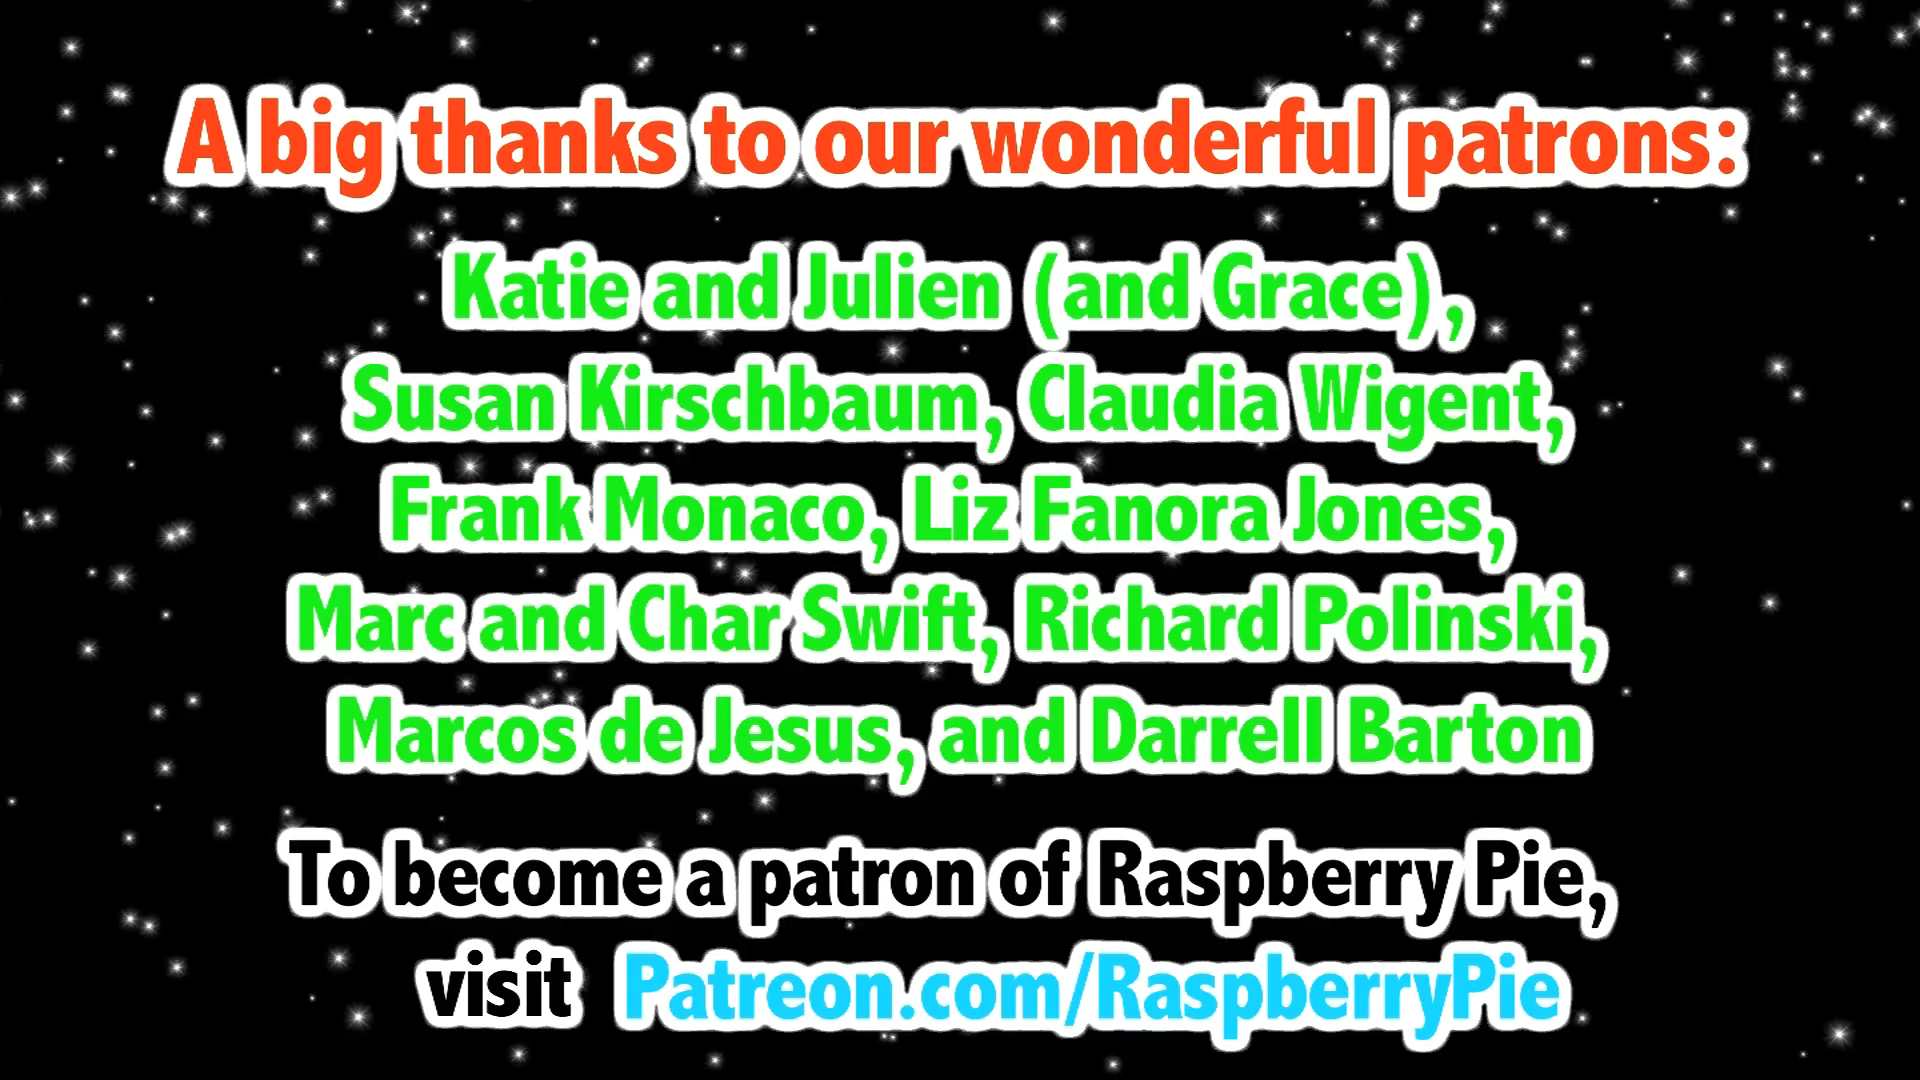 A big thanks to our wonderful patrons:
Katie and Julien (and Grace),
Susan Kirschbaum, Claudia Wigent,
Frank Monaco, Liz Fanora Jones,
Marc and Char Swift, Richard Polinski,
Marcos de Jesus, and Darrell Barton
To become a patron of Raspberry Pie,
visit Patreon.com/RaspberryPie